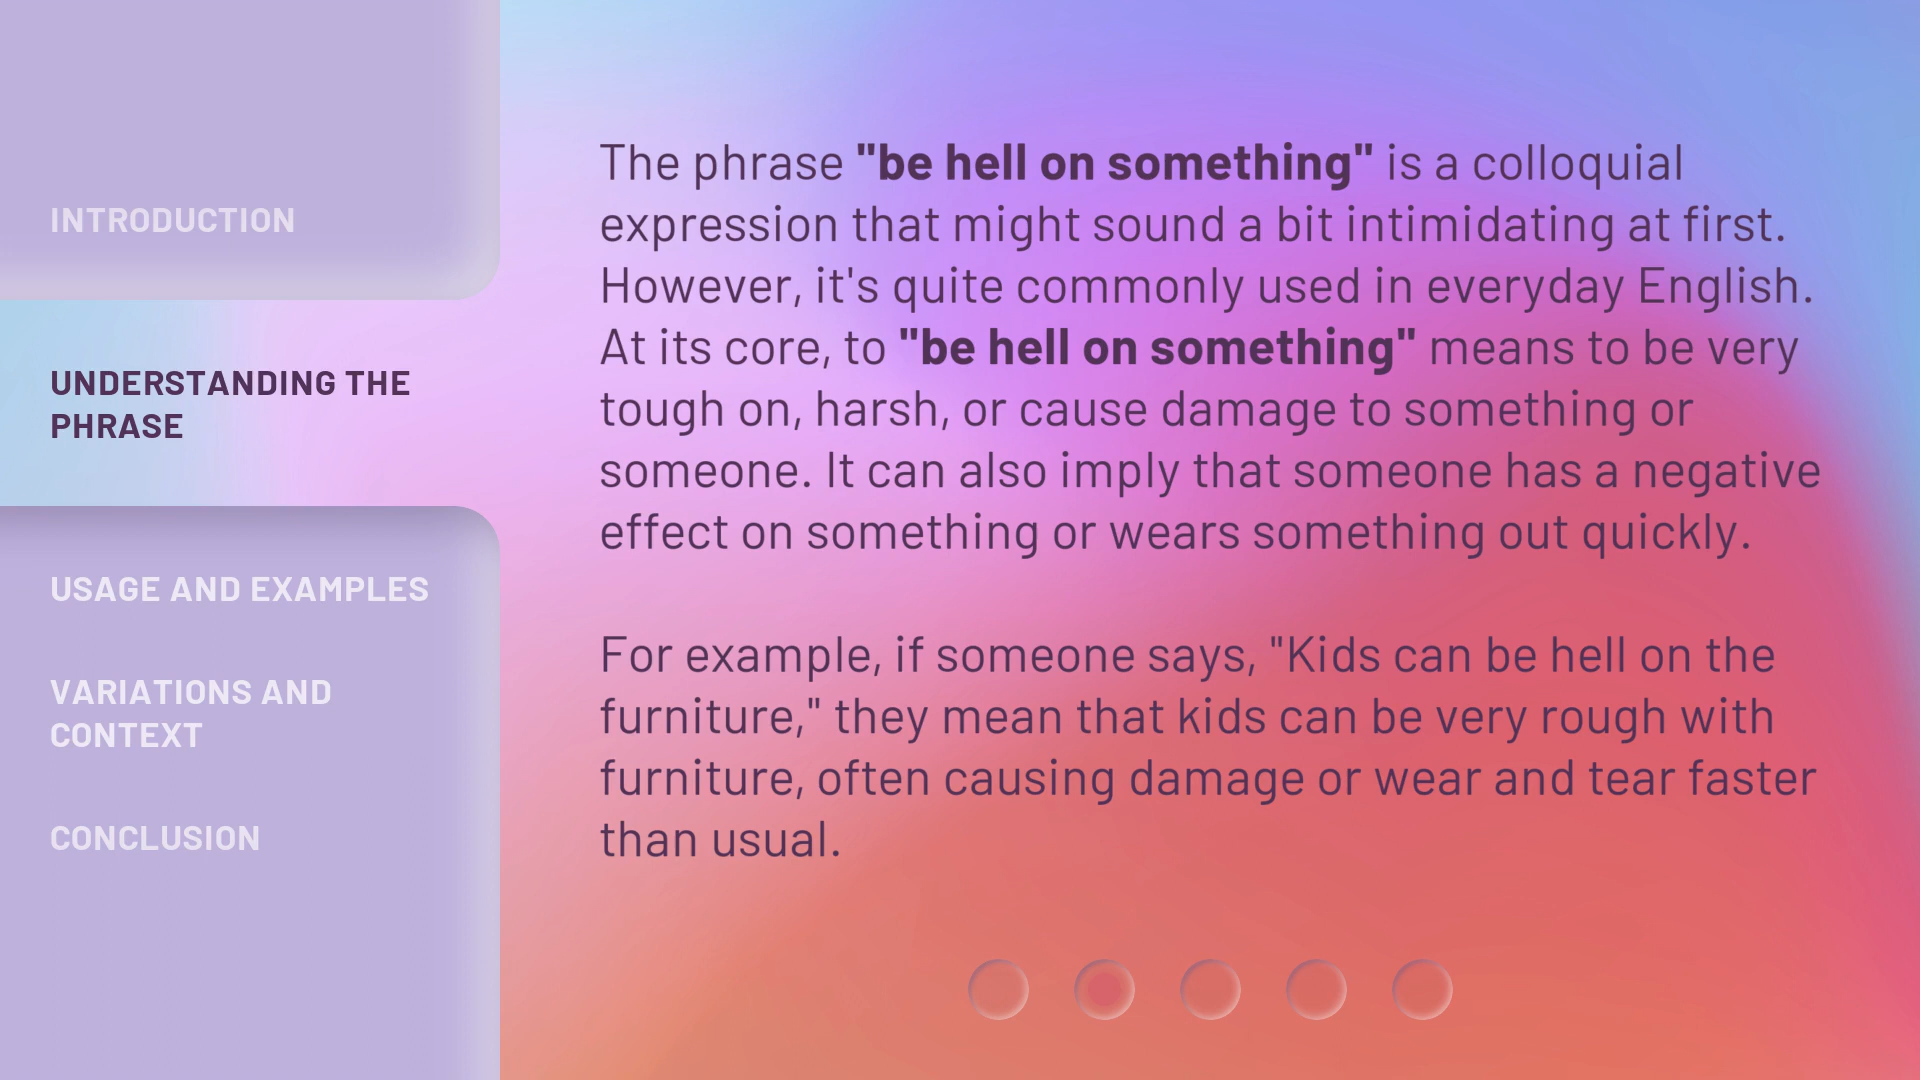 INTRODUCTION
UNDERSTANDING THE
PHRASE
USAGE AND EXAMPLES
VARIATIONS AND
CONTEXT
CONCLUSION
The phrase "be hell on something" is a colloquial
expression that might sound a bit intimidating at first.
However, it's quite commonly used in everyday English.
At its core, to "be hell on something" means to be very
tough on, harsh, or cause damage to something or
someone. It can also imply that someone has a negative
effect on something or wears something out quickly.
For example, if someone says, "Kids can be hell on the
furniture," they mean that kids can be very rough with
furniture, often causing damage or wear and tear faster
than usual.